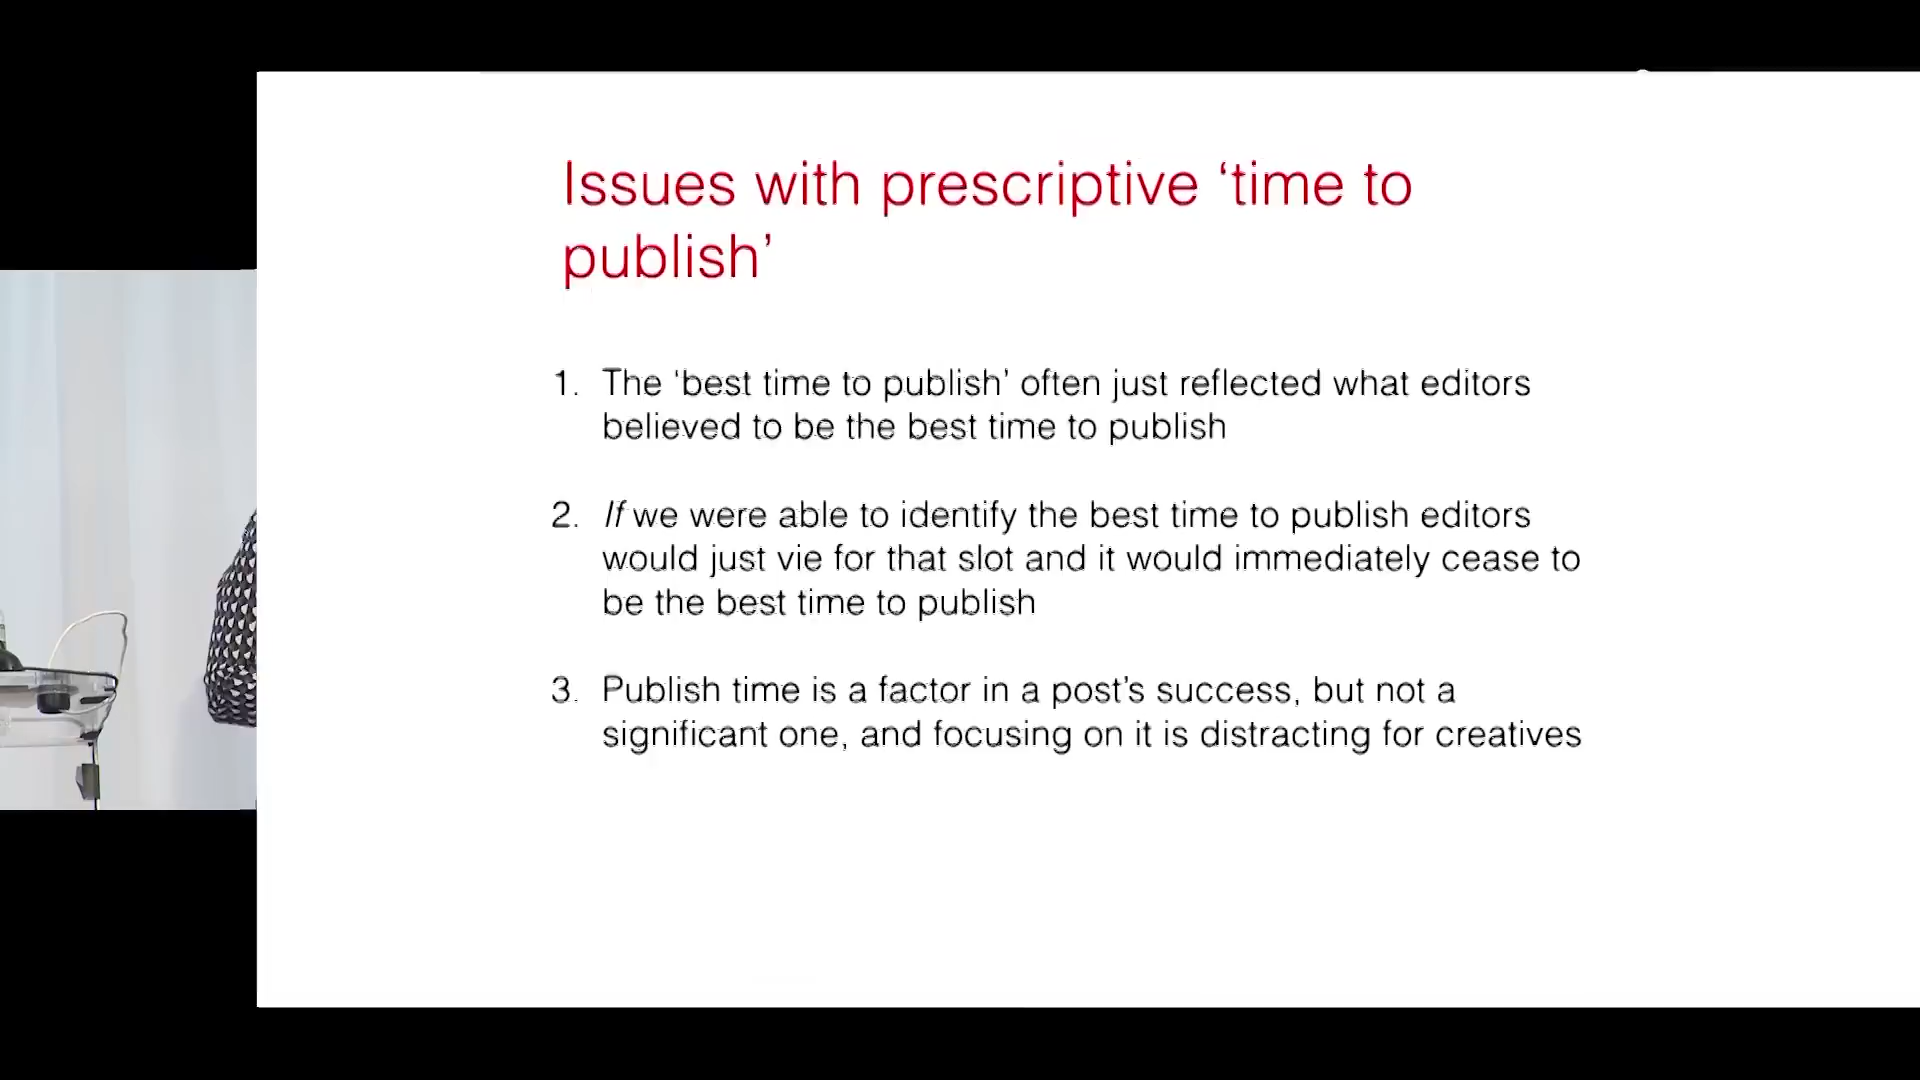 Issues with prescriptive ‘time to
publish’
1. The ‘best time to publish’ often just reflected what editors
believed to be the best time to publish
2. If we were able to identify the best time to publish editors
would just vie for that slot and it would immediately cease to
be the best time to publish
3. Publish time is a factor in a post’s success, but not a
significant one, and focusing on it is distracting for creatives